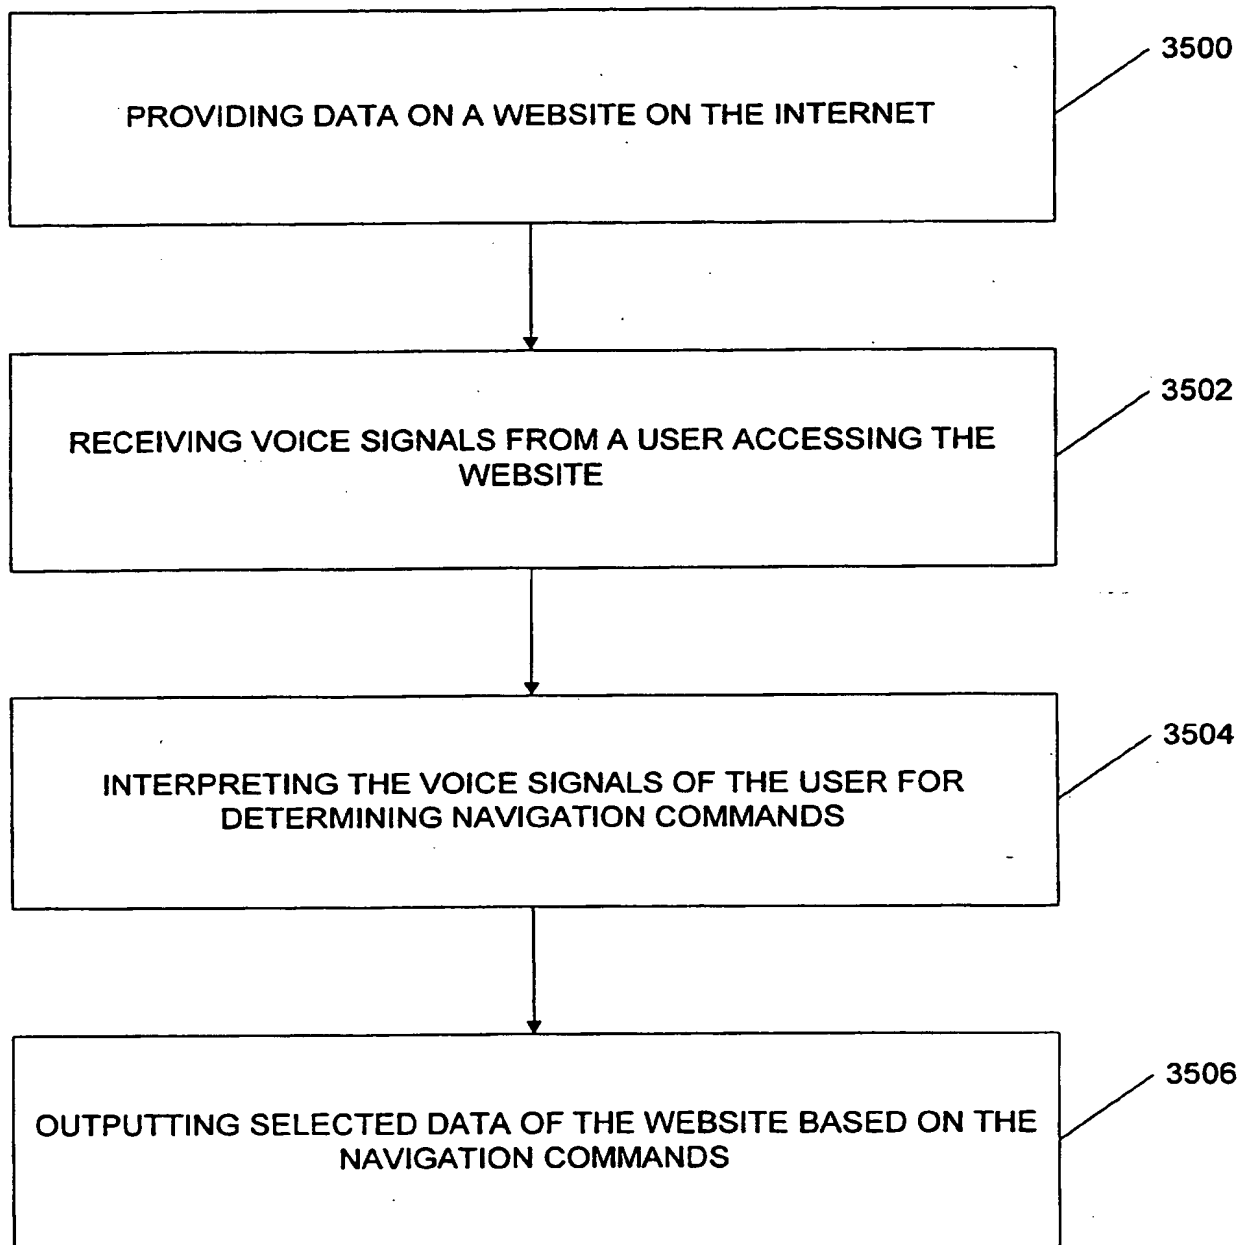 3500
PROVIDING DATA ON A WEBSITE ON THE INTERNET
3502
RECEIVING VOICE SIGNALS FROM A USER ACCESSING THE
WEBSITE
3504
INTERPRETING THE VOICE SIGNALS OF THE USER FOR
DETERMINING NAVIGATION COMMANDS
3506
OUTPUTTING SELECTED DATA OF THE WEBSITE BASED ON THE
NAVIGATION COMMANDS